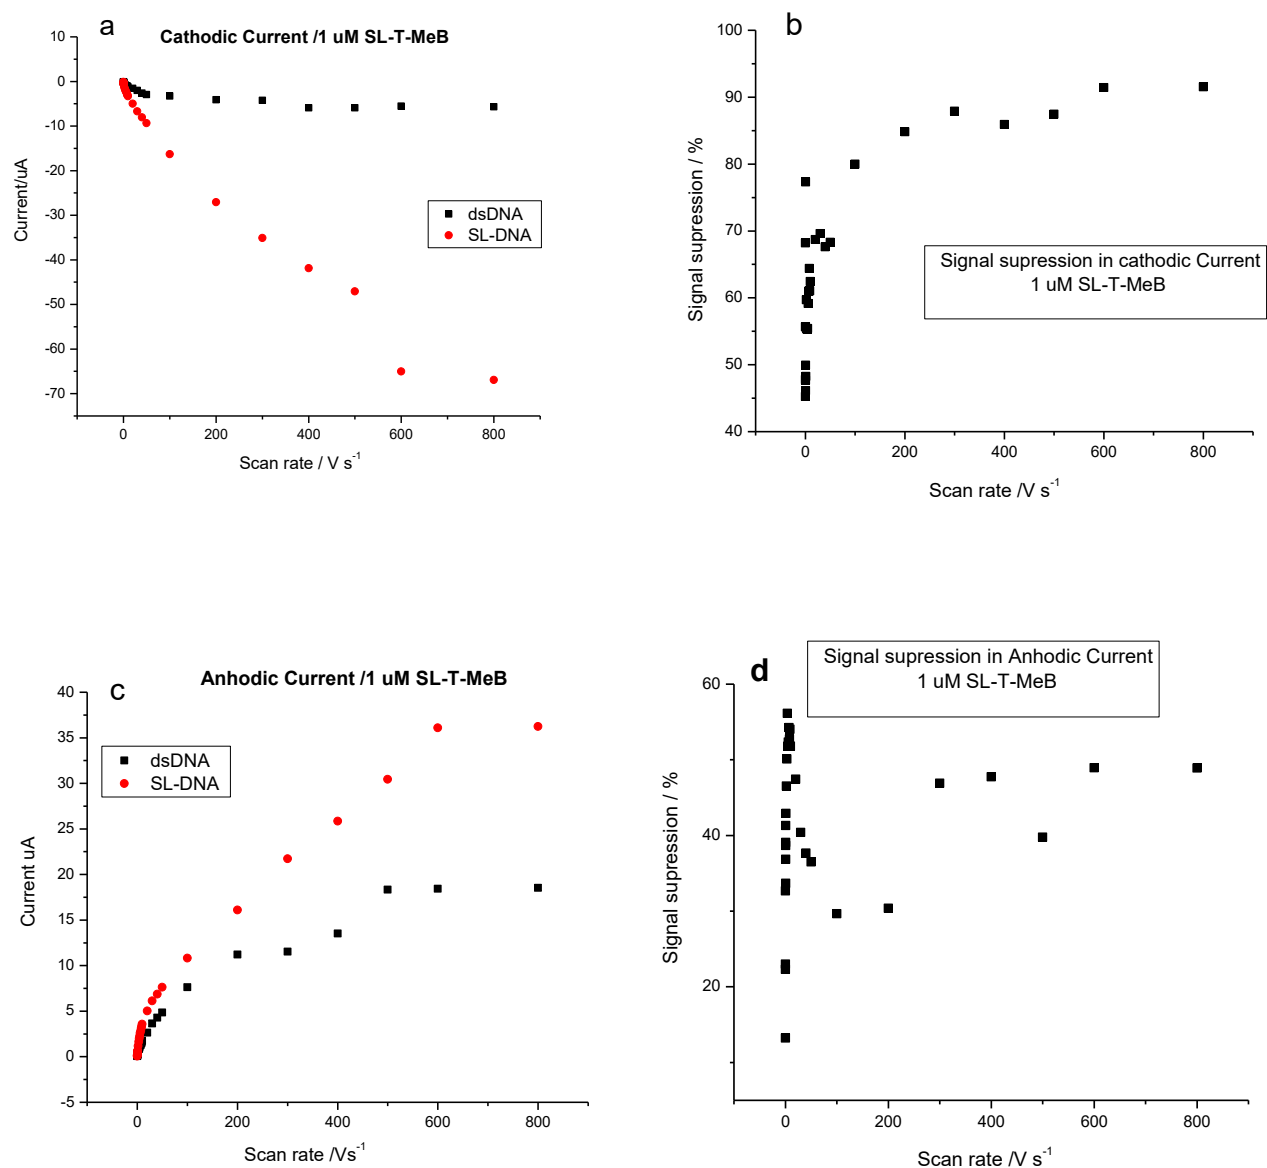 a
Cathodic Current /1 uM SL-T-MeB
10
0
-10
-20
-30
-40
-50
-60
-70
Current/uA
dsDNA
SL-DNA
0
200
400
600
800
Scan rate / V s⁻¹
b
100
90
80
70
60
50
40
Signal supression / %
Signal supression in cathodic Current
1 uM SL-T-MeB
0
200
400
600
800
Scan rate /V s⁻¹
c
Anhodic Current /1 uM SL-T-MeB
40
35
30
25
20
15
10
5
0
-5
Current uA
dsDNA
SL-DNA
0
200
400
600
800
Scan rate /Vs⁻¹
d
Signal supression in Anhodic Current
1 uM SL-T-MeB
60
40
20
Signal supression / %
0
200
400
600
800
Scan rate /V s⁻¹